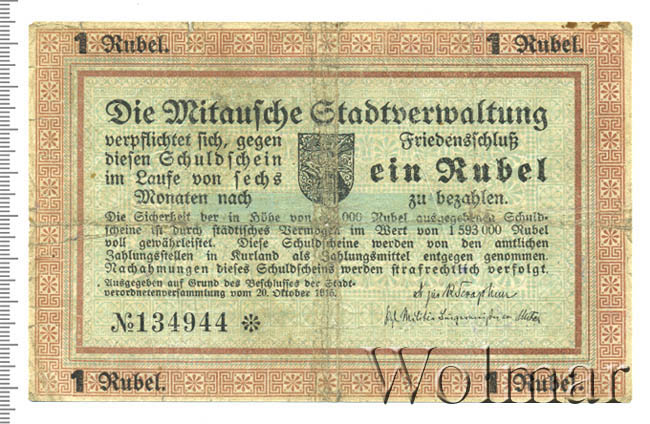 1 Rubel. 1 Rubel.
Die Mitausche Stadtverwaltung
verpflichtet sich, gegen Friedensschluß
diesen Schuldschein ein Rubel
im Laufe von sechs
Monaten nach zu bezahlen.
Die Sicherheit der in Höhe von 000 Rubel ausgegebenen Schuld-
scheine ist durch städtisches Vermögen im Wert von 1 593 000 Rubel
voll gewährleistet. Diese Schuldscheine werden von den amtlichen
Zahlungsstellen in Kurland als Zahlungsmittel entgegen genommen.
Nachahmungen dieses Schuldscheins werden strafrechtlich verfolgt.
Ausgegeben auf Grund des Beschlusses der Stadt-
verordnetenversammlung vom 20. Oktober 1915.
№134944 *
1 Rubel. 1 Rubel.
Wolmar